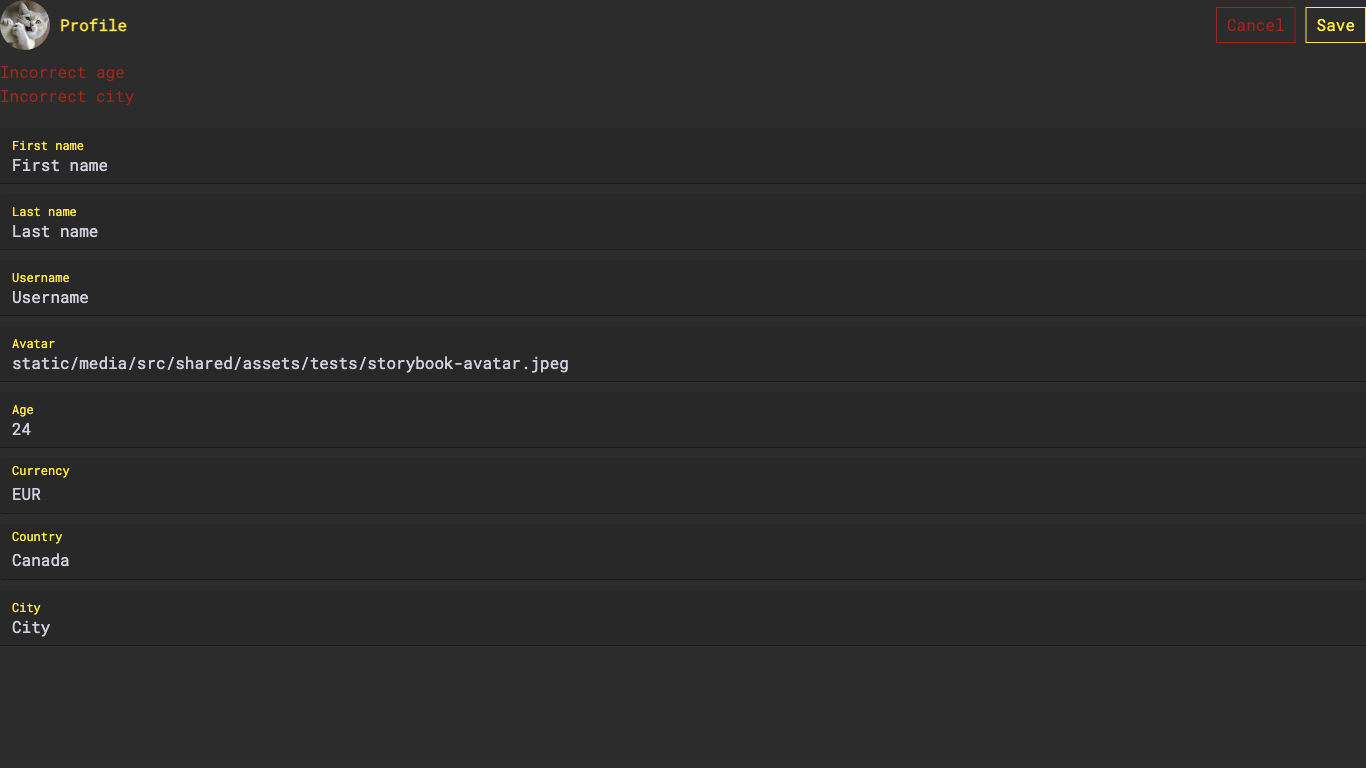 Profile
Cancel
Save
Incorrect age
Incorrect city
First name
First name
Last name
Last name
Username
Username
Avatar
static/media/src/shared/assets/tests/storybook-avatar.jpeg
Age
24
Currency
EUR
Country
Canada
City
City